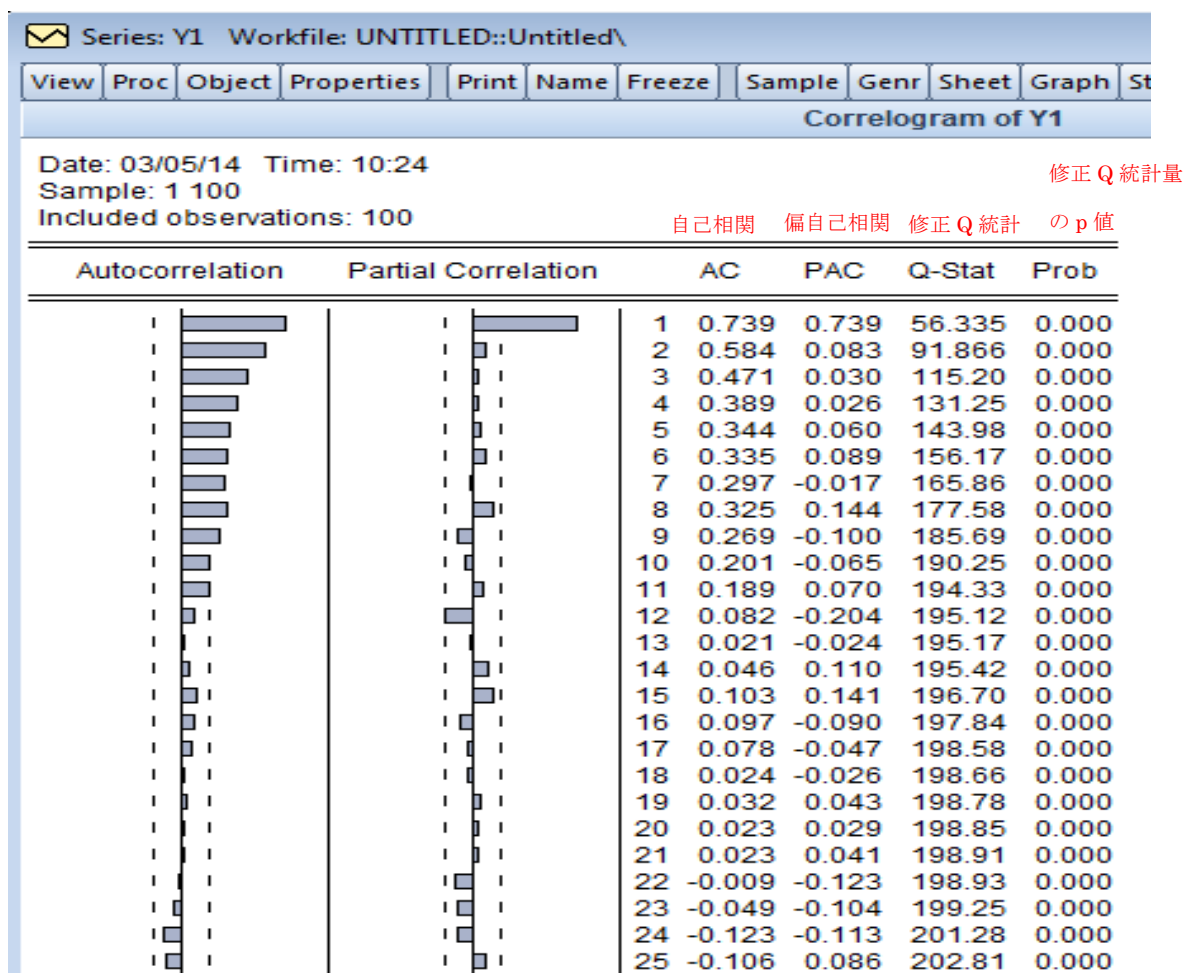 Series: Y1 Workfile: UNTITLED::Untitled\
View Proc Object Properties Print Name Freeze Sample Genr Sheet Graph St
Correlogram of Y1
Date: 03/05/14 Time: 10:24
Sample: 1 100
Included observations: 100
修正 Q 統計量
自己相関 偏自己相関 修正 Q 統計 の p 値
Autocorrelation Partial Correlation AC PAC Q-Stat Prob
1 0.739 0.739 56.335 0.000
2 0.584 0.083 91.866 0.000
3 0.471 0.030 115.20 0.000
4 0.389 0.026 131.25 0.000
5 0.344 0.060 143.98 0.000
6 0.335 0.089 156.17 0.000
7 0.297 -0.017 165.86 0.000
8 0.325 0.144 177.58 0.000
9 0.269 -0.100 185.69 0.000
10 0.201 -0.065 190.25 0.000
11 0.189 0.070 194.33 0.000
12 0.082 -0.204 195.12 0.000
13 0.021 -0.024 195.17 0.000
14 0.046 0.110 195.42 0.000
15 0.103 0.141 196.70 0.000
16 0.097 -0.090 197.84 0.000
17 0.078 -0.047 198.58 0.000
18 0.024 -0.026 198.66 0.000
19 0.032 0.043 198.78 0.000
20 0.023 0.029 198.85 0.000
21 0.023 0.041 198.91 0.000
22 -0.009 -0.123 198.93 0.000
23 -0.049 -0.104 199.25 0.000
24 -0.123 -0.113 201.28 0.000
25 -0.106 0.086 202.81 0.000